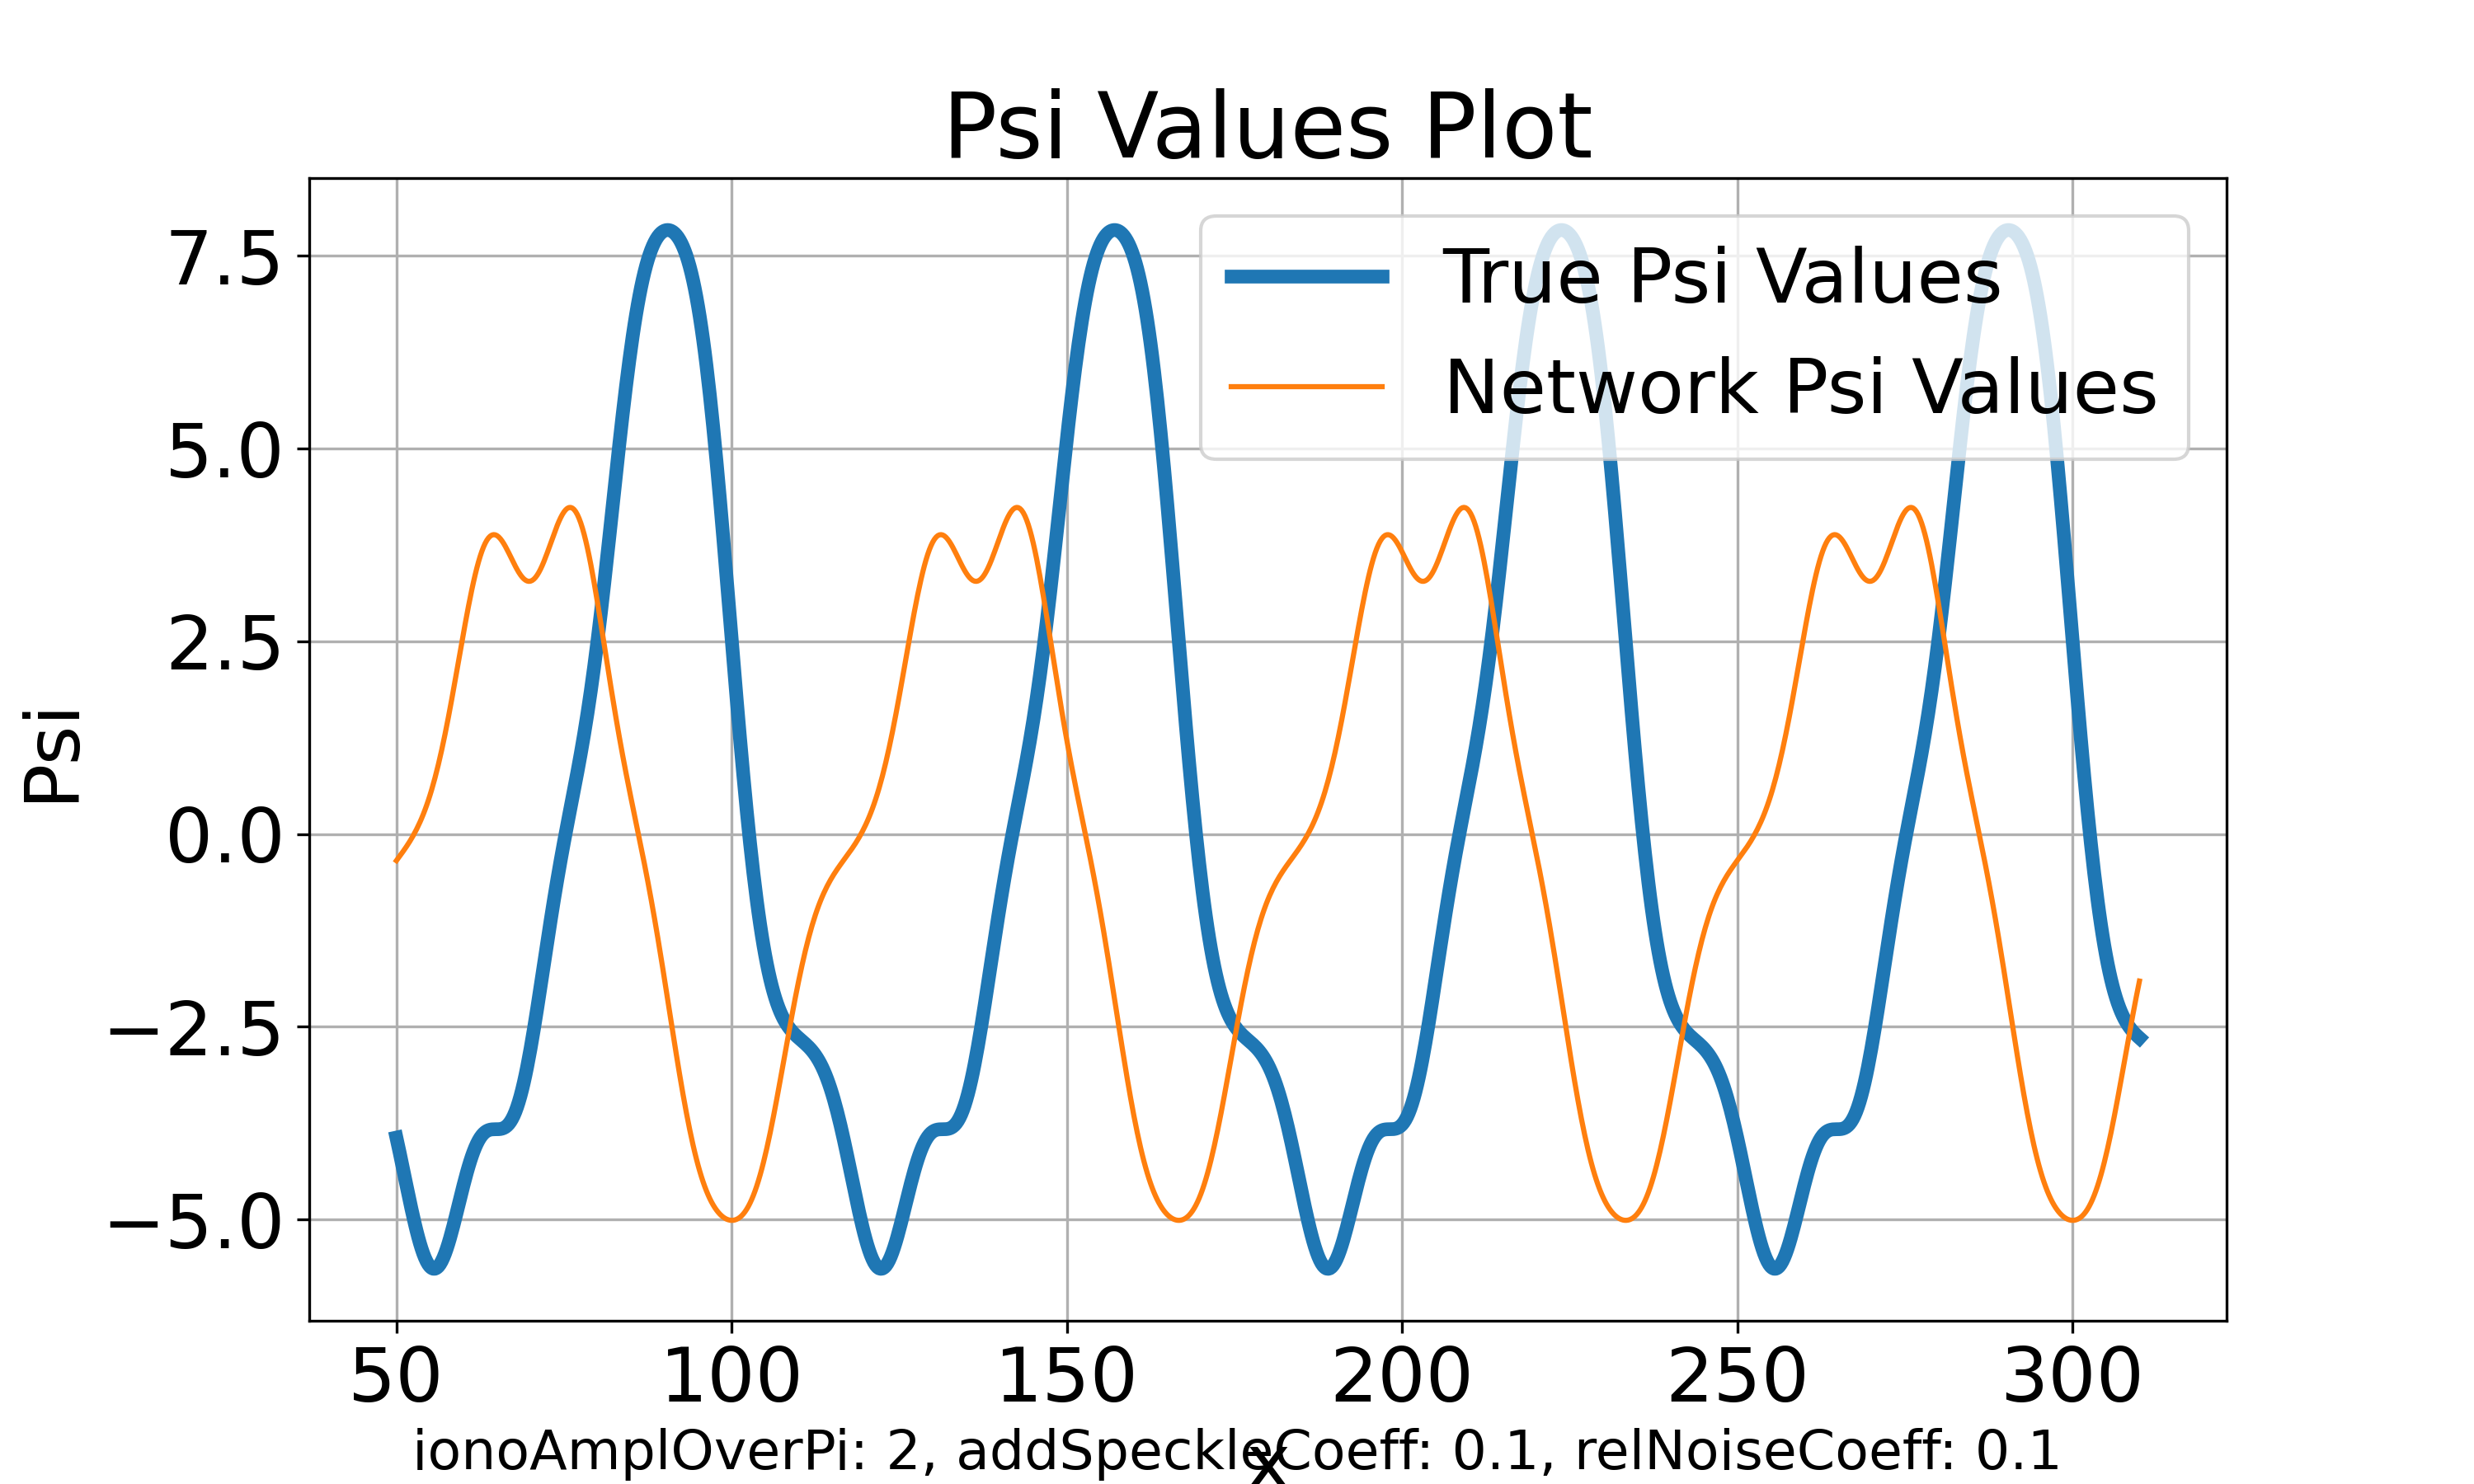 Psi Values Plot
True Psi Values
Network Psi Values
Psi
7.5
5.0
2.5
0.0
−2.5
−5.0
50 100 150 200 250 300
ionoAmplOverPi: 2, addSpeckleCoeff: 0.1, relNoiseCoeff: 0.1
x